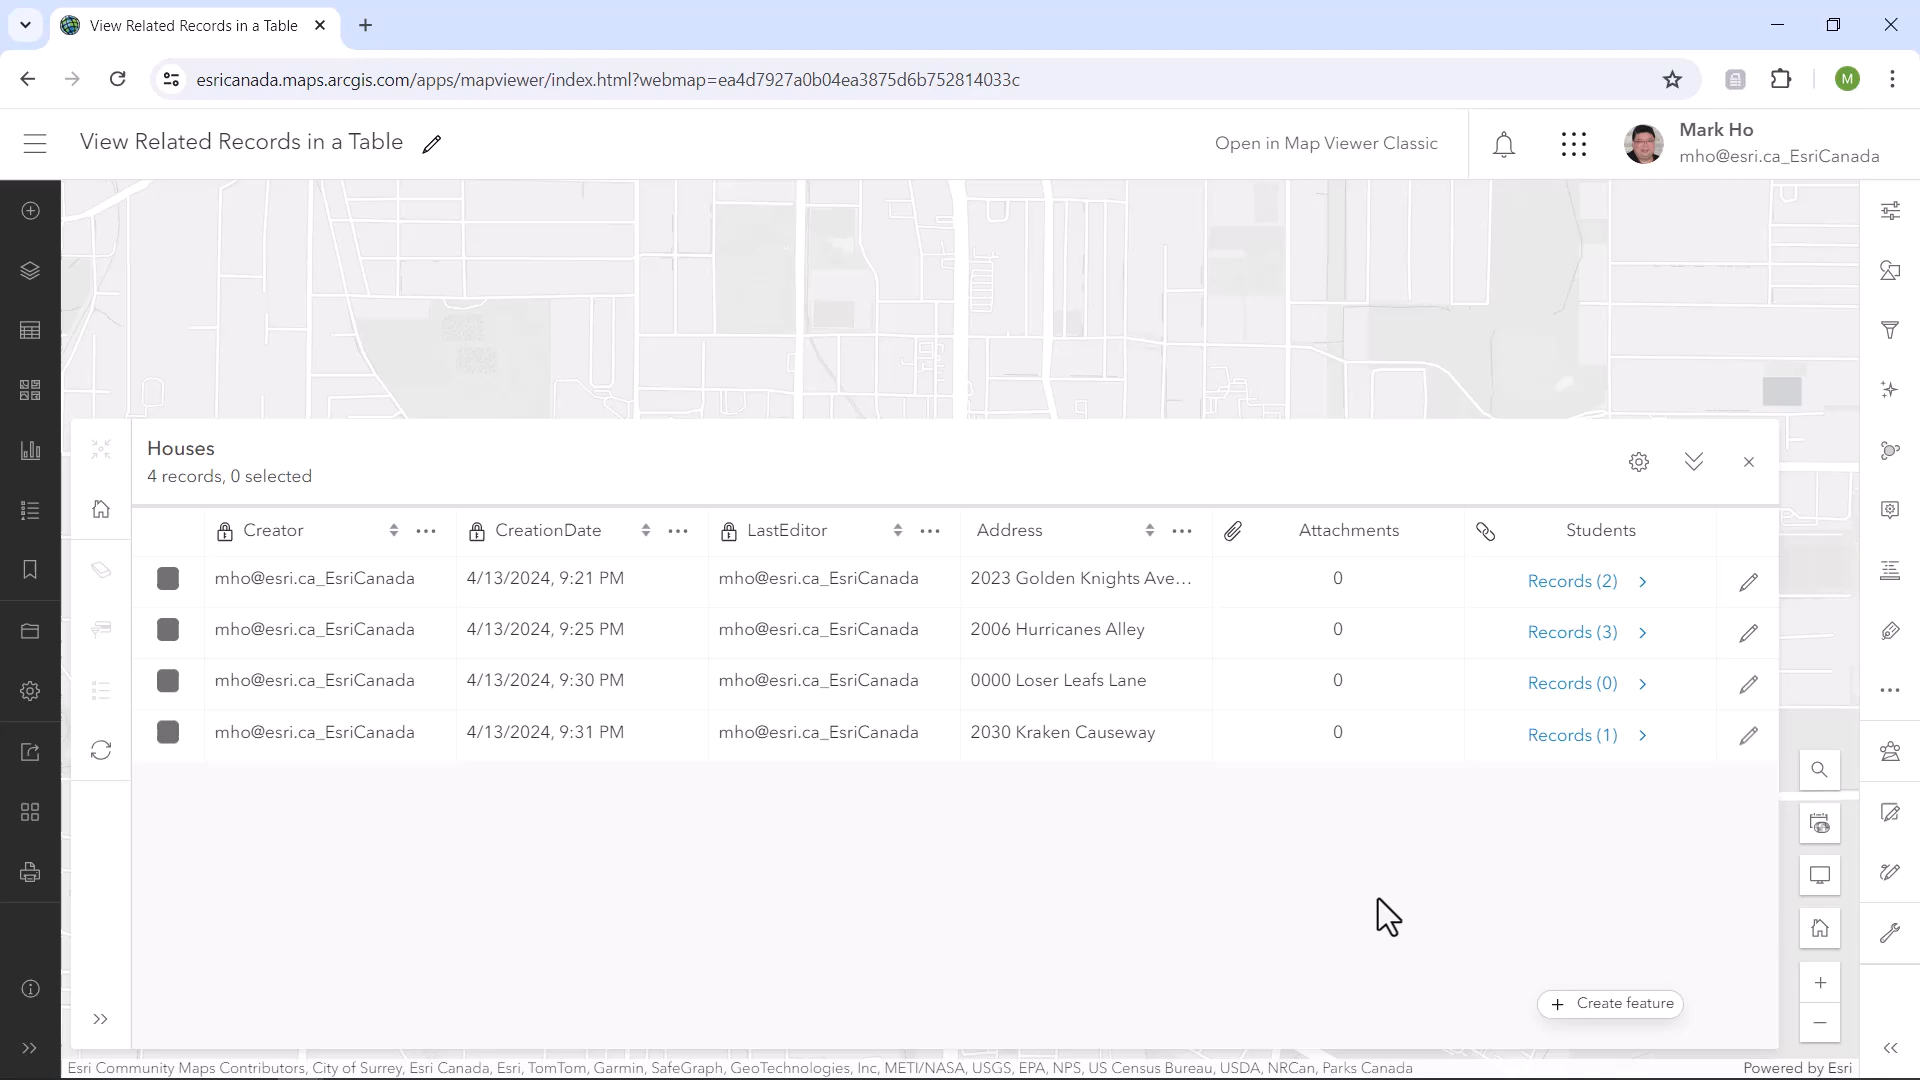 View Related Records in a Table
esricanada.maps.arcgis.com/apps/mapviewer/index.html?webmap=ea4d7927a0b04ea3875d6b752814033c
M
View Related Records in a Table
Open in Map Viewer Classic
Mark Ho
mho@esri.ca_EsriCanada
Houses
4 records, 0 selected
Creator CreationDate LastEditor Address Attachments Students
mho@esri.ca_EsriCanada 4/13/2024, 9:21 PM mho@esri.ca_EsriCanada 2023 Golden Knights Ave... 0 Records (2)
mho@esri.ca_EsriCanada 4/13/2024, 9:25 PM mho@esri.ca_EsriCanada 2006 Hurricanes Alley 0 Records (3)
mho@esri.ca_EsriCanada 4/13/2024, 9:30 PM mho@esri.ca_EsriCanada 0000 Loser Leafs Lane 0 Records (0)
mho@esri.ca_EsriCanada 4/13/2024, 9:31 PM mho@esri.ca_EsriCanada 2030 Kraken Causeway 0 Records (1)
+ Create feature
Esri Community Maps Contributors, City of Surrey, Esri Canada, Esri, TomTom, Garmin, SafeGraph, GeoTechnologies, Inc, METI/NASA, USGS, EPA, NPS, US Census Bureau, USDA, NRCan, Parks Canada Powered by Esri